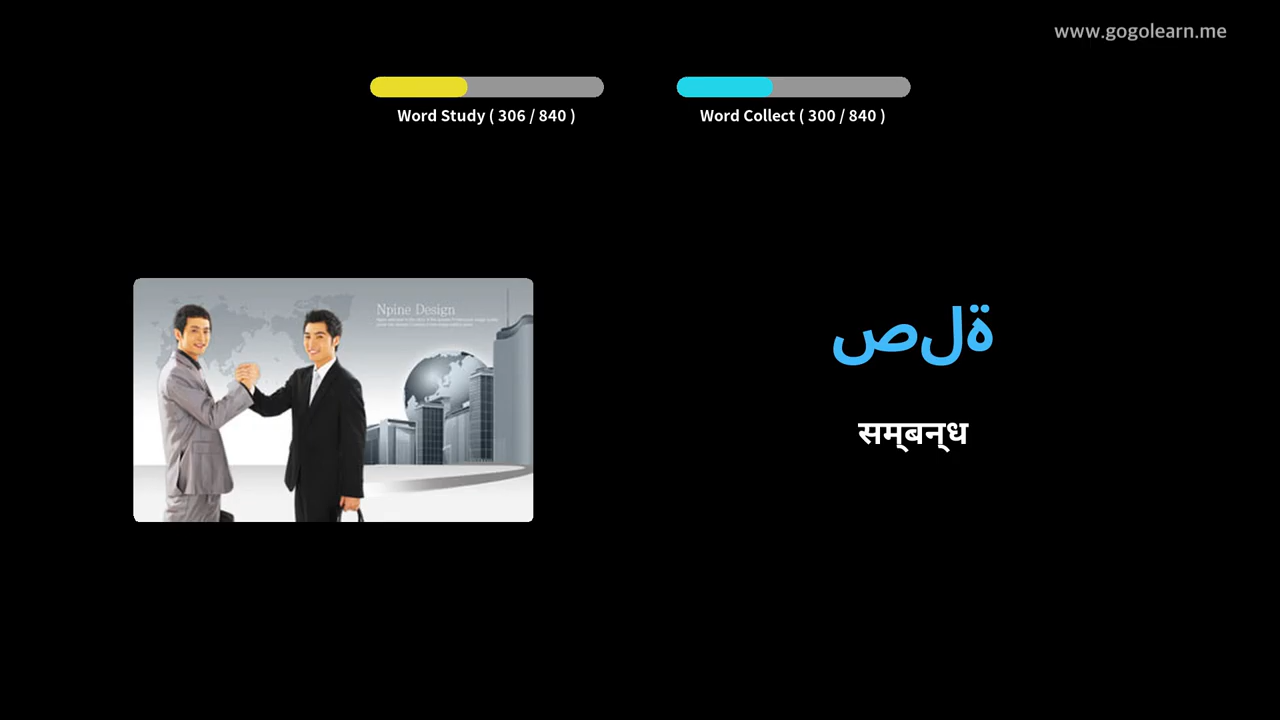 www.gogolearn.me
Word Study ( 306 / 840 )
Word Collect ( 300 / 840 )
Npine Design
صلة
सम्‌बन्‌ध